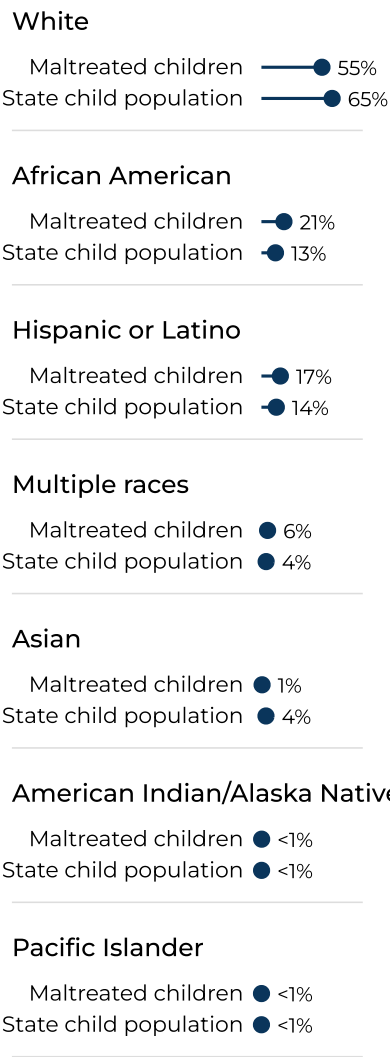 White
Maltreated children 55%
State child population 65%
African American
Maltreated children 21%
State child population 13%
Hispanic or Latino
Maltreated children 17%
State child population 14%
Multiple races
Maltreated children 6%
State child population 4%
Asian
Maltreated children 1%
State child population 4%
American Indian/Alaska Native
Maltreated children <1%
State child population <1%
Pacific Islander
Maltreated children <1%
State child population <1%